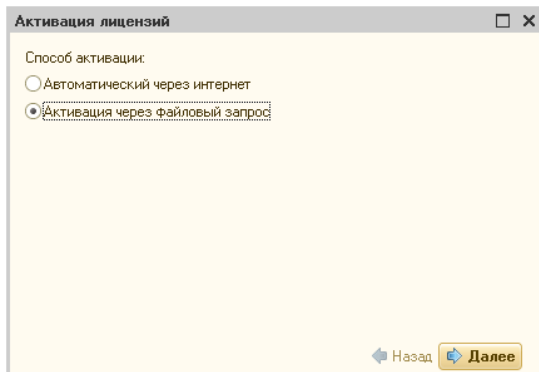 Активация лицензий
Способ активации:
Автоматический через интернет
Активация через файловый запрос
Назад Далее